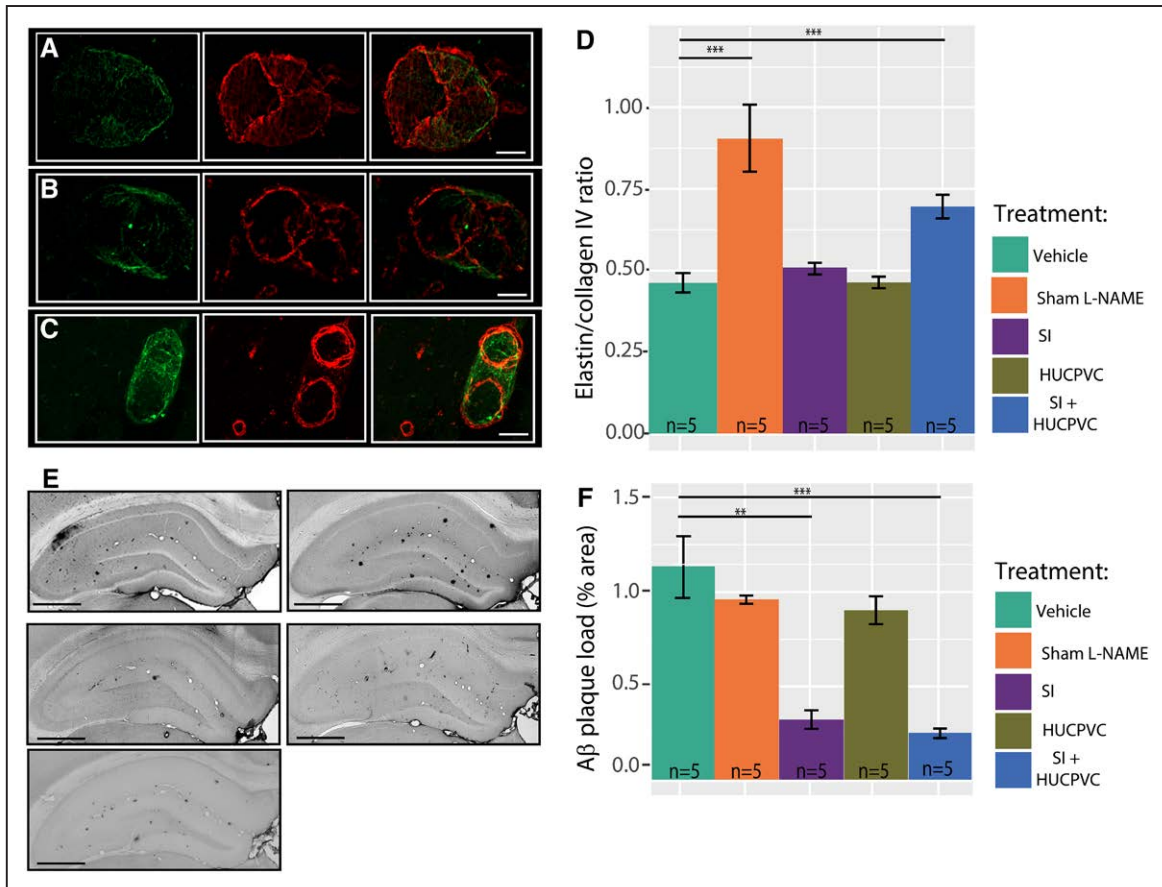 A
B
C
D
***
***
Elastin/collagen IV ratio
1.00
0.75
0.50
0.25
0.00
n=5 n=5 n=5 n=5 n=5
Treatment:
Vehicle
Sham L-NAME
SI
HUCPVC
SI +
HUCPVC
E
F
***
**
Aβ plaque load (% area)
1.5
1.0
0.5
0.0
n=5 n=5 n=5 n=5 n=5
Treatment:
Vehicle
Sham L-NAME
SI
HUCPVC
SI +
HUCPVC